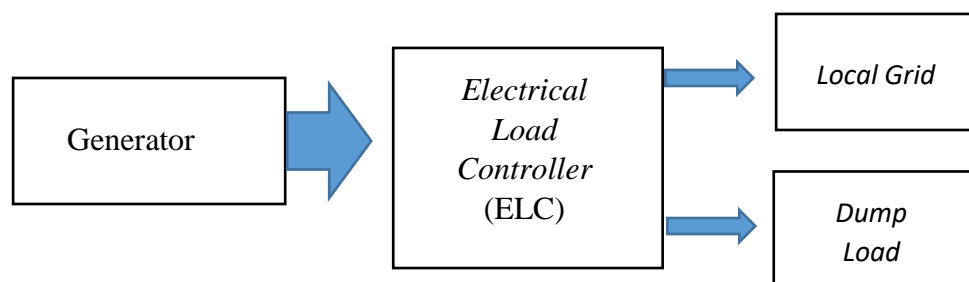 Generator
Electrical
Load
Controller
(ELC)
Local Grid
Dump
Load